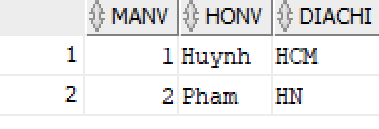 MANV HONV DIACHI
1 1 Huynh HCM
2 2 Pham HN